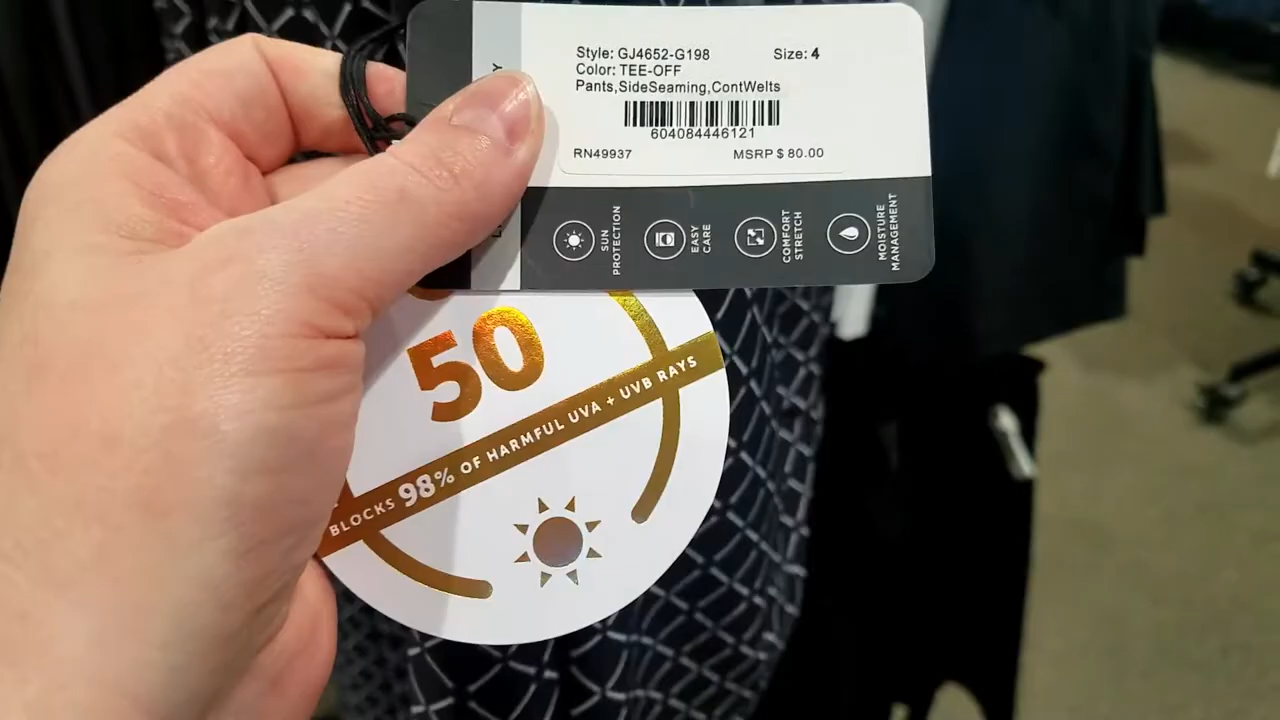 Style: GJ4652-G198 Size: 4
Color: TEE-OFF
Pants,SideSeaming,ContWelts
604084446121
RN49937 MSRP $ 80.00
SUN
PROTECTION
EASY
CARE
COMFORT
STRETCH
MOISTURE
MANAGEMENT
50
BLOCKS 98% OF HARMFUL UVA + UVB RAYS